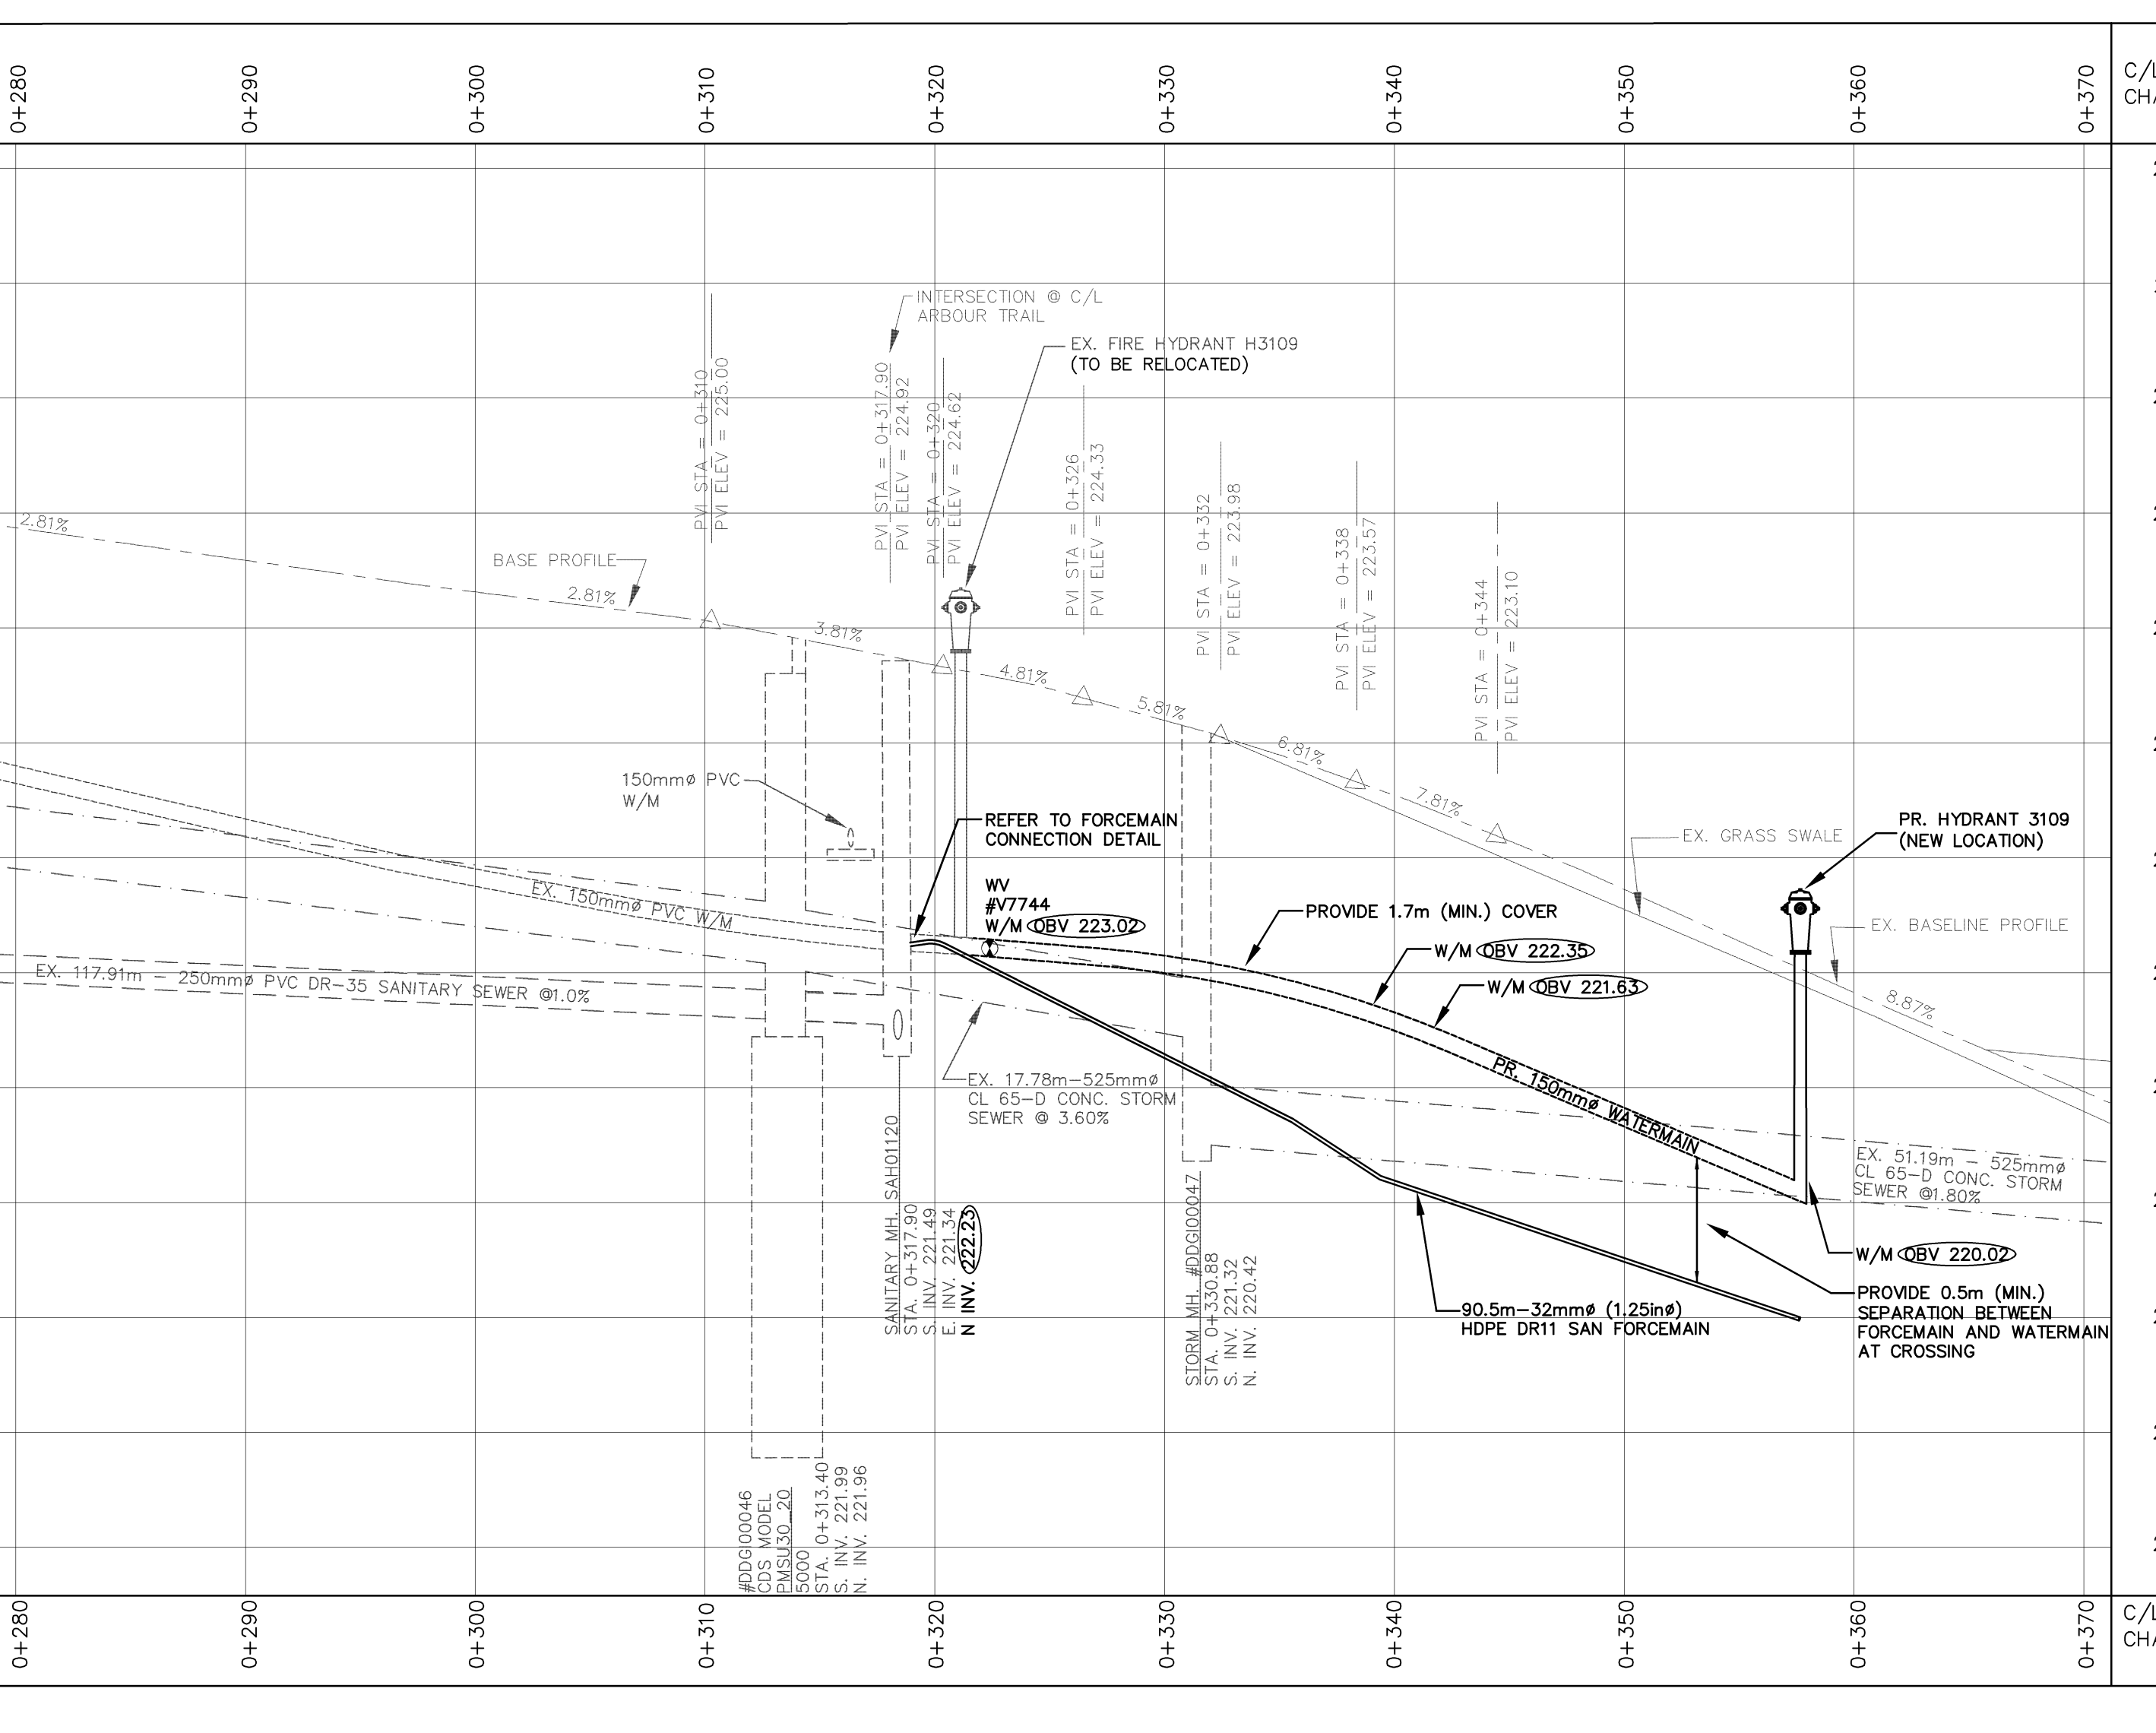 0+280
0+290
0+300
0+310
0+320
0+330
0+340
0+350
0+360
0+370
C/L
CHA
INTERSECTION @ C/L
ARBOUR TRAIL
EX. FIRE HYDRANT H3109
(TO BE RELOCATED)
PVI STA = 0+310
PVI ELEV = 225.00
PVI STA = 0+317.90
PVI ELEV = 224.92
PVI STA = 0+320
PVI ELEV = 224.62
PVI STA = 0+326
PVI ELEV = 224.33
PVI STA = 0+332
PVI ELEV = 223.98
PVI STA = 0+338
PVI ELEV = 223.57
PVI STA = 0+344
PVI ELEV = 223.10
2.81%
BASE PROFILE
2.81%
3.81%
4.81%
5.81%
6.81%
7.81%
8.87%
150mmø PVC
W/M
REFER TO FORCEMAIN
CONNECTION DETAIL
WV
#V7744
W/M OBV 223.02
PROVIDE 1.7m (MIN.) COVER
W/M OBV 222.35
W/M OBV 221.63
EX. GRASS SWALE
PR. HYDRANT 3109
(NEW LOCATION)
EX. BASELINE PROFILE
EX. 150mmø PVC W/M
EX. 117.91m - 250mmø PVC DR-35 SANITARY SEWER @1.0%
EX. 17.78m-525mmø
CL 65-D CONC. STORM
SEWER @ 3.60%
PR. 150mmø WATERMAIN
EX. 51.19m - 525mmø
CL 65-D CONC. STORM
SEWER @1.80%
SANITARY MH. SAH01120
STA. 0+317.90
S. INV. 221.49
E. INV. 221.34
N INV. 222.23
STORM MH. #DDGI00047
STA. 0+330.88
S. INV. 221.32
N. INV. 220.42
W/M OBV 220.02
PROVIDE 0.5m (MIN.)
SEPARATION BETWEEN
FORCEMAIN AND WATERMAIN
AT CROSSING
90.5m-32mmø (1.25inø)
HDPE DR11 SAN FORCEMAIN
#DDGI00046
CDS MODEL
PMSU30_20
5000
STA. 0+313.40
S. INV. 221.99
N. INV. 221.96
0+280
0+290
0+300
0+310
0+320
0+330
0+340
0+350
0+360
0+370
C/L
CHA